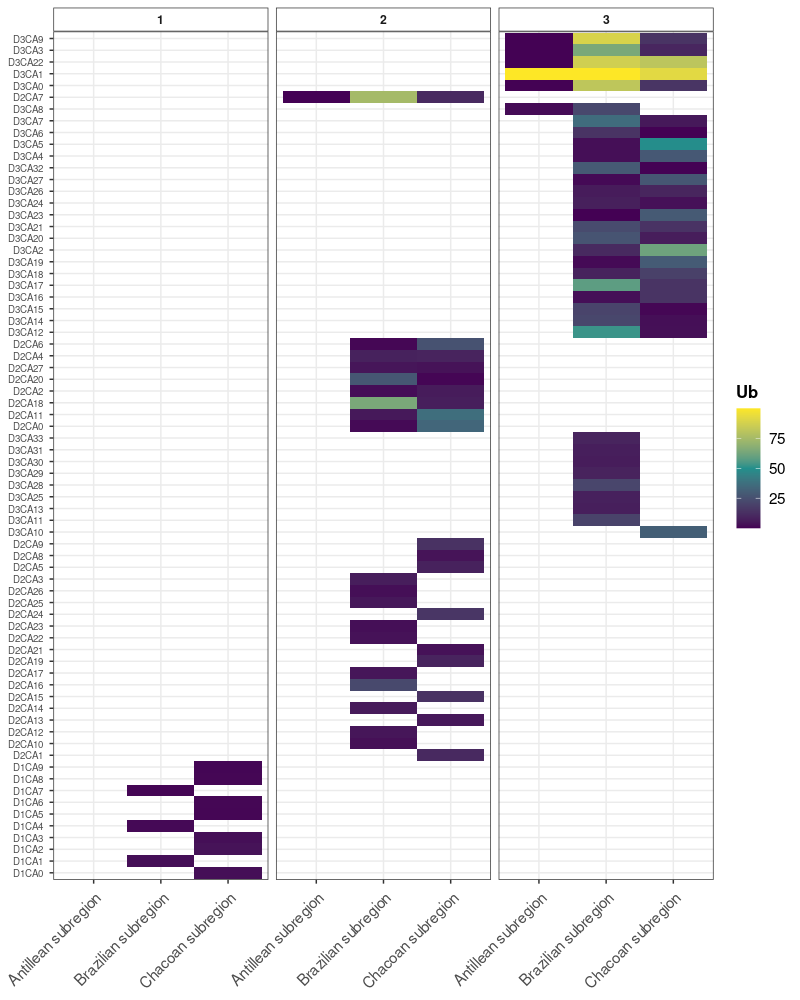 1 2 3
D3CA9
D3CA3
D3CA22
D3CA1
D3CA0
D2CA7
D3CA8
D3CA7
D3CA6
D3CA5
D3CA4
D3CA32
D3CA27
D3CA26
D3CA24
D3CA23
D3CA21
D3CA20
D3CA2
D3CA19
D3CA18
D3CA17
D3CA16
D3CA15
D3CA14
D3CA12
D2CA6
D2CA4
D2CA27
D2CA20
D2CA2
D2CA18
D2CA11
D2CA0
D3CA33
D3CA31
D3CA30
D3CA29
D3CA28
D3CA25
D3CA13
D3CA11
D3CA10
D2CA9
D2CA8
D2CA5
D2CA3
D2CA26
D2CA25
D2CA24
D2CA23
D2CA22
D2CA21
D2CA19
D2CA17
D2CA16
D2CA15
D2CA14
D2CA13
D2CA12
D2CA10
D2CA1
D1CA9
D1CA8
D1CA7
D1CA6
D1CA5
D1CA4
D1CA3
D1CA2
D1CA1
D1CA0
Antillean subregion
Brazilian subregion
Chacoan subregion
Antillean subregion
Brazilian subregion
Chacoan subregion
Antillean subregion
Brazilian subregion
Chacoan subregion
Ub
75
50
25